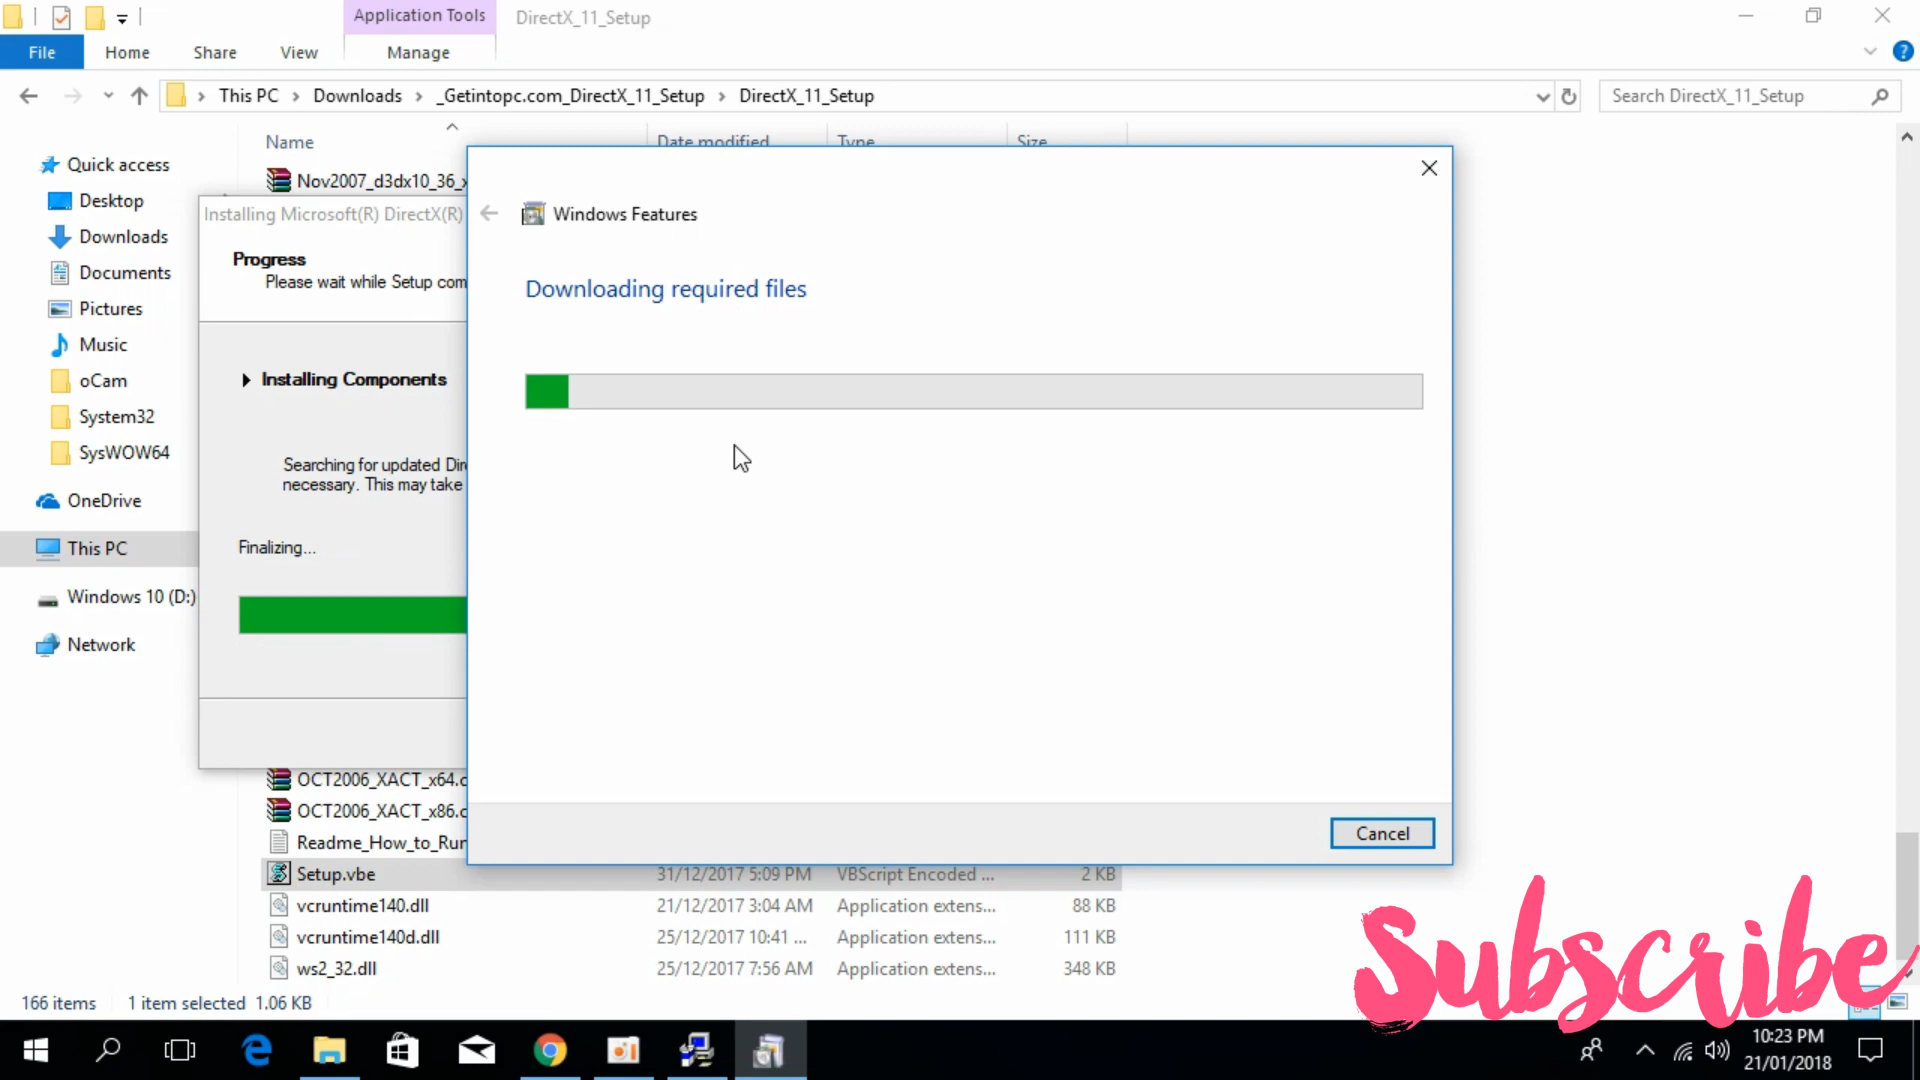 Application Tools
DirectX_11_Setup
File
Home
Share
View
Manage
This PC
Downloads
_Getintopc.com_DirectX_11_Setup
DirectX_11_Setup
Search DirectX_11_Setup
Name
Date modified
Type
Size
Quick access
Desktop
Downloads
Documents
Pictures
Music
oCam
System32
SysWOW64
OneDrive
This PC
Windows 10 (D:)
Network
Nov2007_d3dx10_36_x
Installing Microsoft(R) DirectX(R)
Progress
Please wait while Setup com
Installing Components
Searching for updated Dire
necessary. This may take
Finalizing...
Windows Features
Downloading required files
Cancel
OCT2006_XACT_x64.c
OCT2006_XACT_x86.c
Readme_How_to_Run
Setup.vbe
31/12/2017 5:09 PM
VBScript Encoded ...
2 KB
vcruntime140.dll
21/12/2017 3:04 AM
Application extens...
88 KB
vcruntime140d.dll
25/12/2017 10:41 ...
Application extens...
111 KB
ws2_32.dll
25/12/2017 7:56 AM
Application extens...
348 KB
166 items
1 item selected 1.06 KB
Subscribe
10:23 PM
21/01/2018